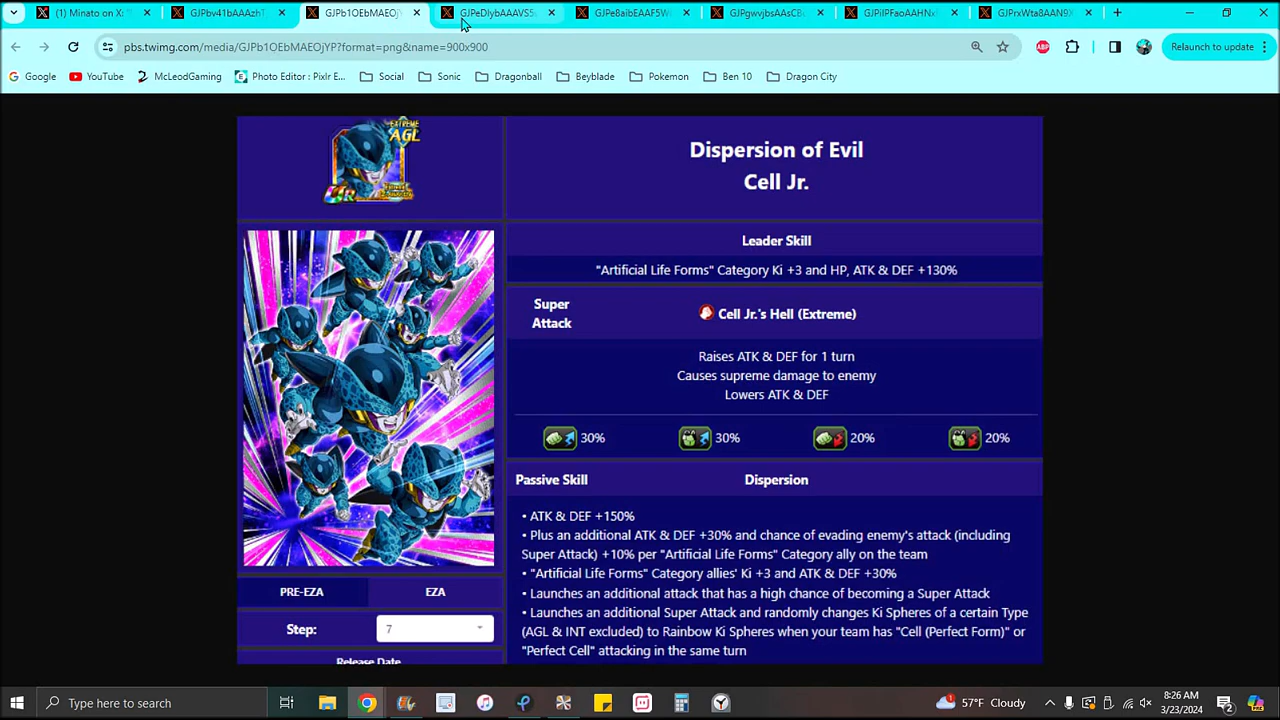 (1) Minato on X: "
GJPbv41bAAAzhT
GJPb1OEbMAEOjY
GJPeDlybAAAVS5
GJPe8aibEAAF5W
GJPgwvjbsAAsCB
GJPilPFaoAAHNx
GJPrxWta8AAN9X
pbs.twimg.com/media/GJPb1OEbMAEOjYP?format=png&name=900x900
ABP
Relaunch to update
Google
YouTube
McLeodGaming
Photo Editor : Pixlr E...
Social
Sonic
Dragonball
Beyblade
Pokemon
Ben 10
Dragon City
EXTREME
AGL
UR
Dispersion of Evil
Cell Jr.
Leader Skill
"Artificial Life Forms" Category Ki +3 and HP, ATK & DEF +130%
Super
Attack
Cell Jr.'s Hell (Extreme)
Raises ATK & DEF for 1 turn
Causes supreme damage to enemy
Lowers ATK & DEF
30%
30%
20%
20%
Passive Skill
Dispersion
• ATK & DEF +150%
• Plus an additional ATK & DEF +30% and chance of evading enemy's attack (including
Super Attack) +10% per "Artificial Life Forms" Category ally on the team
• "Artificial Life Forms" Category allies' Ki +3 and ATK & DEF +30%
• Launches an additional attack that has a high chance of becoming a Super Attack
• Launches an additional Super Attack and randomly changes Ki Spheres of a certain Type
(AGL & INT excluded) to Rainbow Ki Spheres when your team has "Cell (Perfect Form)" or
"Perfect Cell" attacking in the same turn
PRE-EZA
EZA
Step:
7
Release Date
Type here to search
57°F Cloudy
8:26 AM
3/23/2024